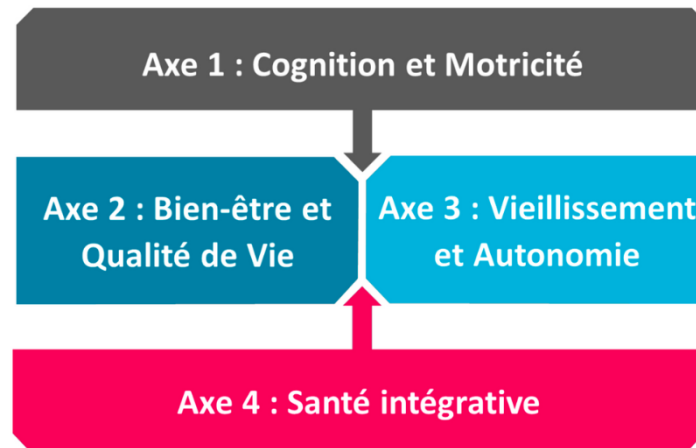 Axe 1 : Cognition et Motricité
Axe 2 : Bien-être et
Qualité de Vie
Axe 3 : Vieillissement
et Autonomie
Axe 4 : Santé intégrative